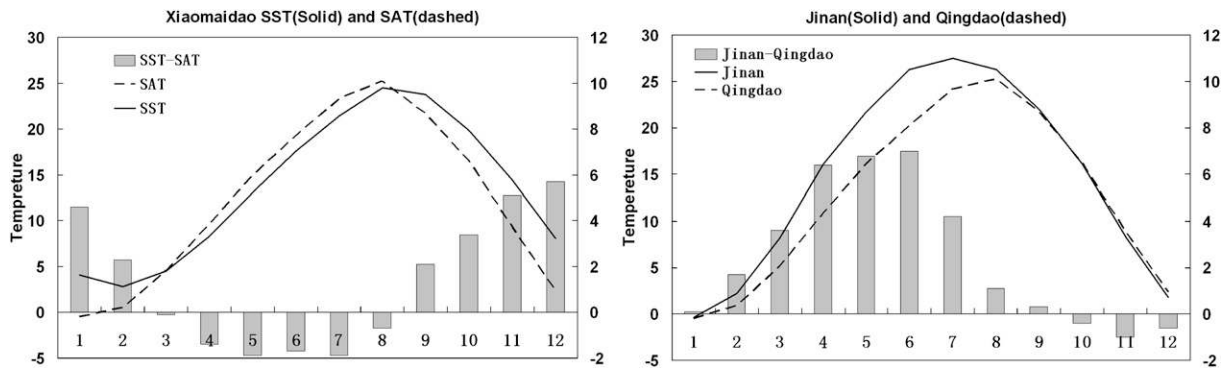 Xiaomaidao SST(Solid) and SAT(dashed)
30
25
20
15
10
5
0
-5
Tempreture
SST-SAT
SAT
SST
1 2 3 4 5 6 7 8 9 10 11 12
12
10
8
6
4
2
0
-2
Jinan(Solid) and Qingdao(dashed)
30
25
20
15
10
5
0
-5
Tempereture
Jinan-Qingdao
Jinan
Qingdao
1 2 3 4 5 6 7 8 9 10 11 12
12
10
8
6
4
2
0
-2